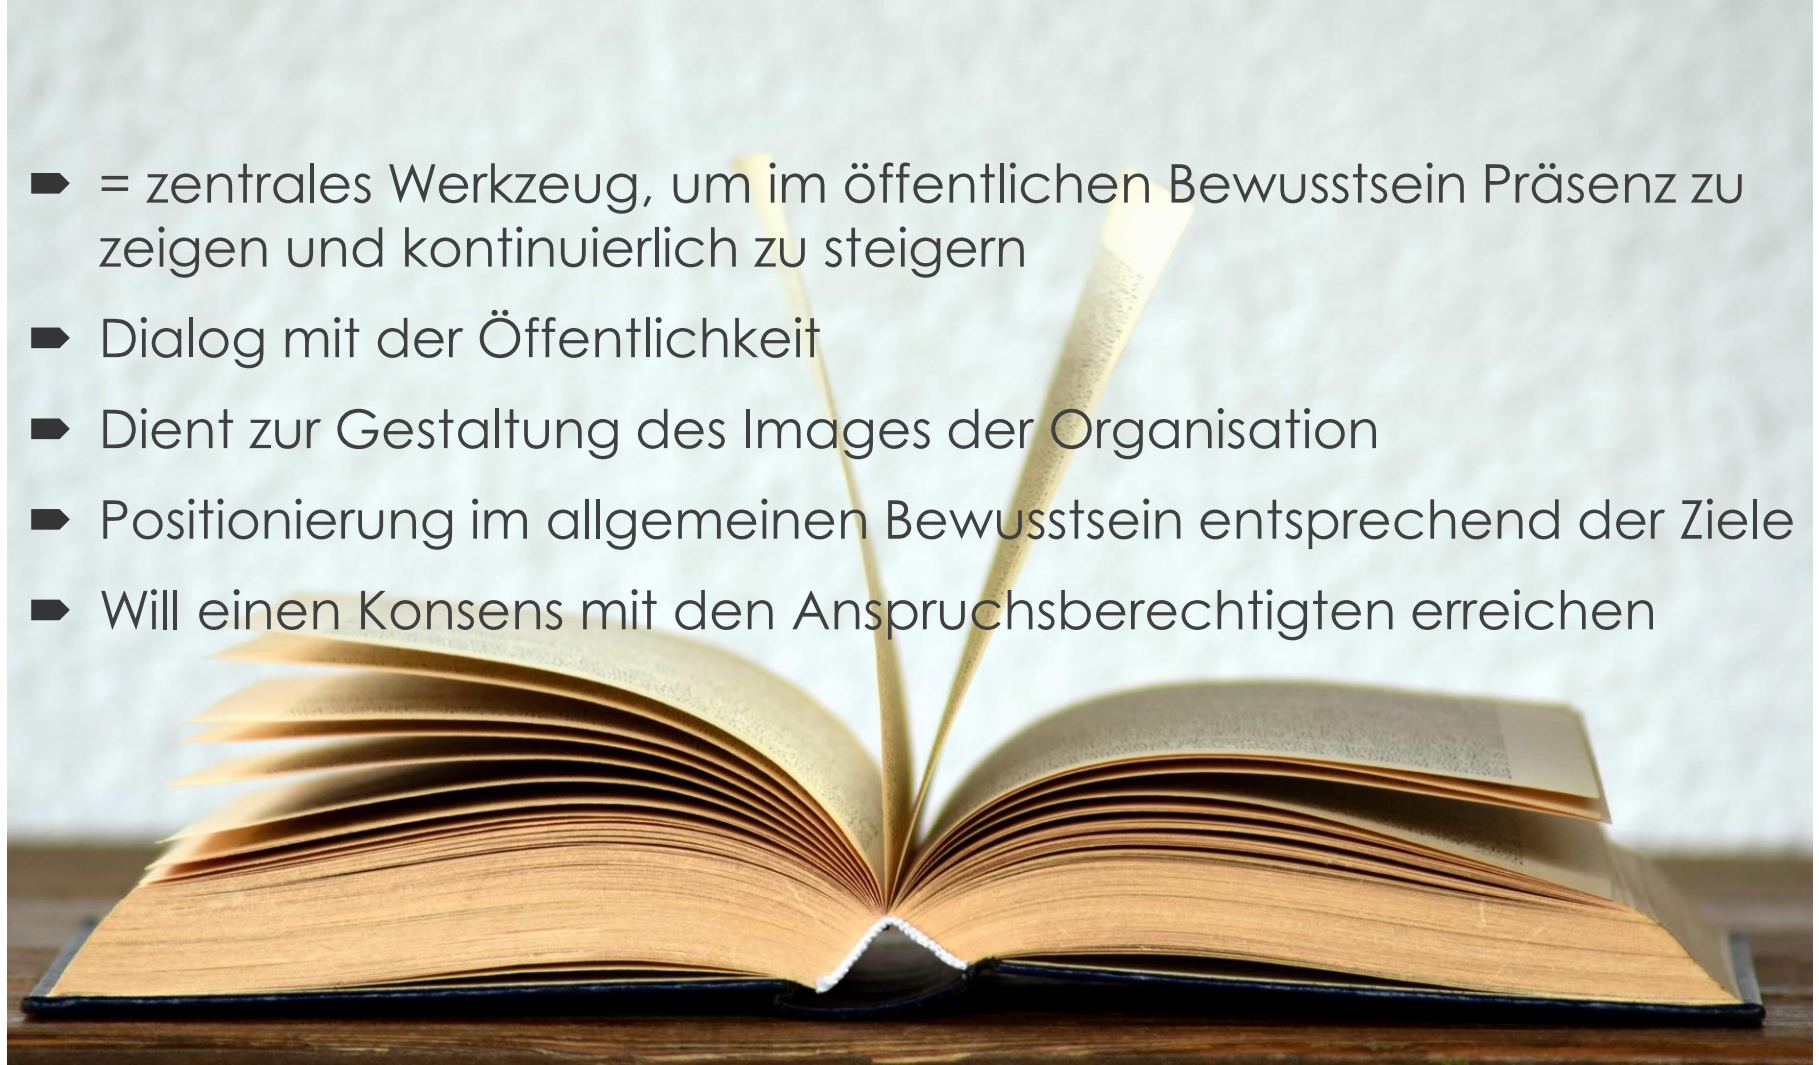 = zentrales Werkzeug, um im öffentlichen Bewusstsein Präsenz zu
zeigen und kontinuierlich zu steigern
Dialog mit der Öffentlichkeit
Dient zur Gestaltung des Images der Organisation
Positionierung im allgemeinen Bewusstsein entsprechend der Ziele
Will einen Konsens mit den Anspruchsberechtigten erreichen